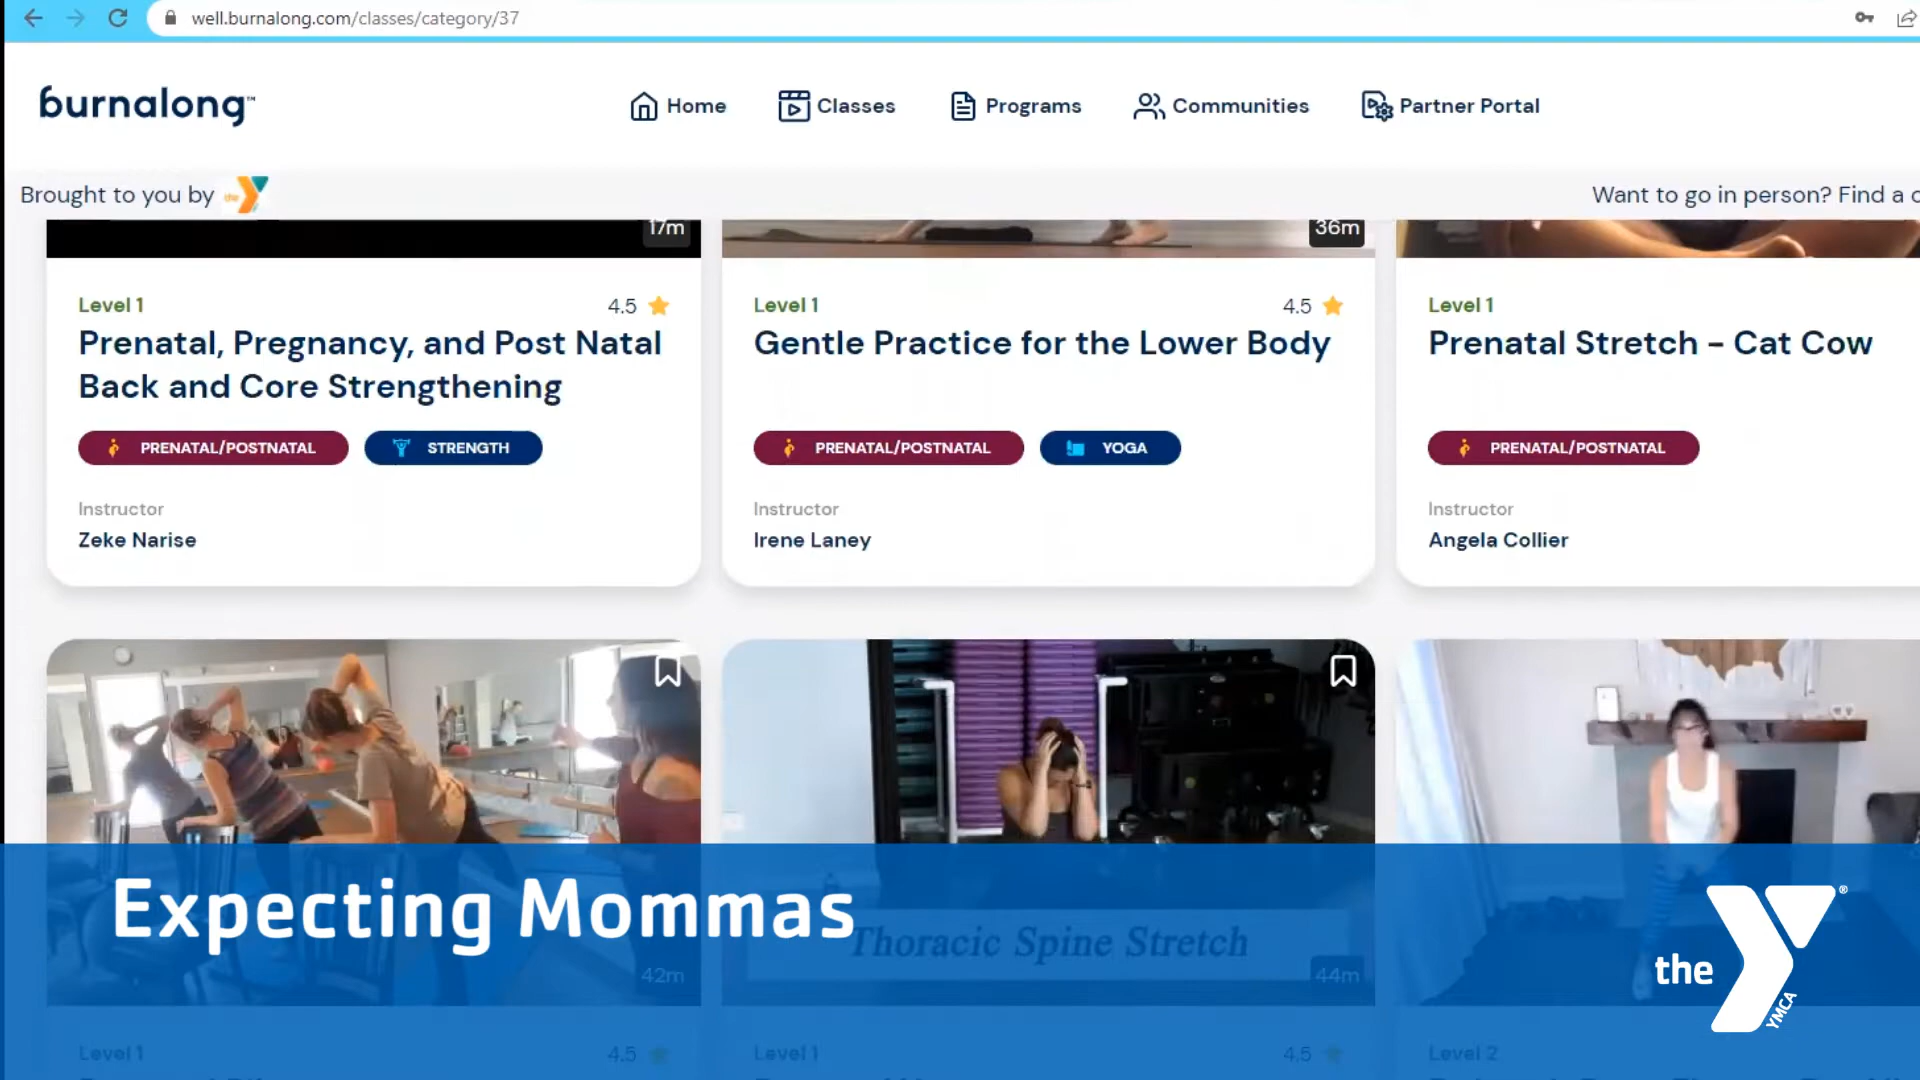 well.burnalong.com/classes/category/37
burnalong™
Home
Classes
Programs
Communities
Partner Portal
Brought to you by the Y
Want to go in person? Find a c
17m
36m
Level 1
4.5
Prenatal, Pregnancy, and Post Natal
Back and Core Strengthening
PRENATAL/POSTNATAL
STRENGTH
Instructor
Zeke Narise
Level 1
4.5
Gentle Practice for the Lower Body
PRENATAL/POSTNATAL
YOGA
Instructor
Irene Laney
Level 1
Prenatal Stretch - Cat Cow
PRENATAL/POSTNATAL
Instructor
Angela Collier
Expecting Mommas
Thoracic Spine Stretch
42m
44m
the Y®
YMCA
Level 1
4.5
Level 1
4.5
Level 2